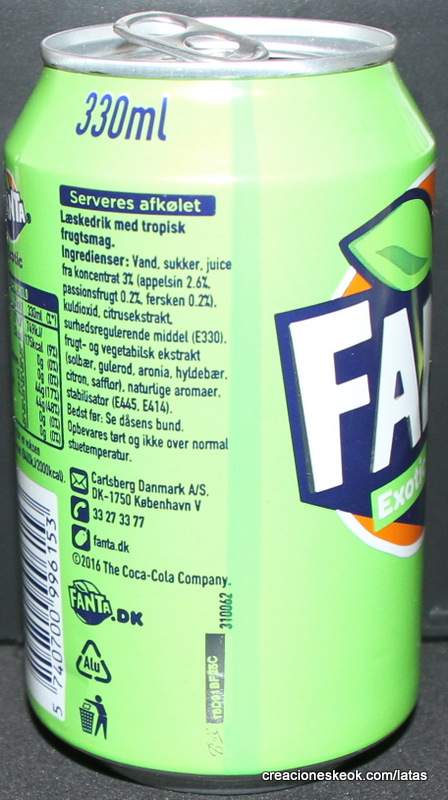 330ml
Serveres afkølet
Læskedrik med tropisk
frugtsmag.
Ingredienser: Vand, sukker, juice
fra koncentrat 3% (appelsin 2.6%,
passionsfrugt 0.2%, fersken 0.2%).
kuldioxid, citrusekstrakt,
surhedsregulerende middel (E330).
frugt- og vegetabilsk ekstrakt
(solbær, gulerod, aronia, hyldebær,
citron, saflor), naturlige aromaer,
stabilisator (E445, E414).
Bedst før: Se dåsens bund.
Opbevares tørt og ikke over normal
stuetemperatur.
Carlsberg Danmark A/S.
DK-1750 København V
33 27 33 77
fanta.dk
©2016 The Coca-Cola Company.
FANTA.DK
Alu
310062
5 740700 996153
FAN
Exotic
creacioneskeok.com/latas